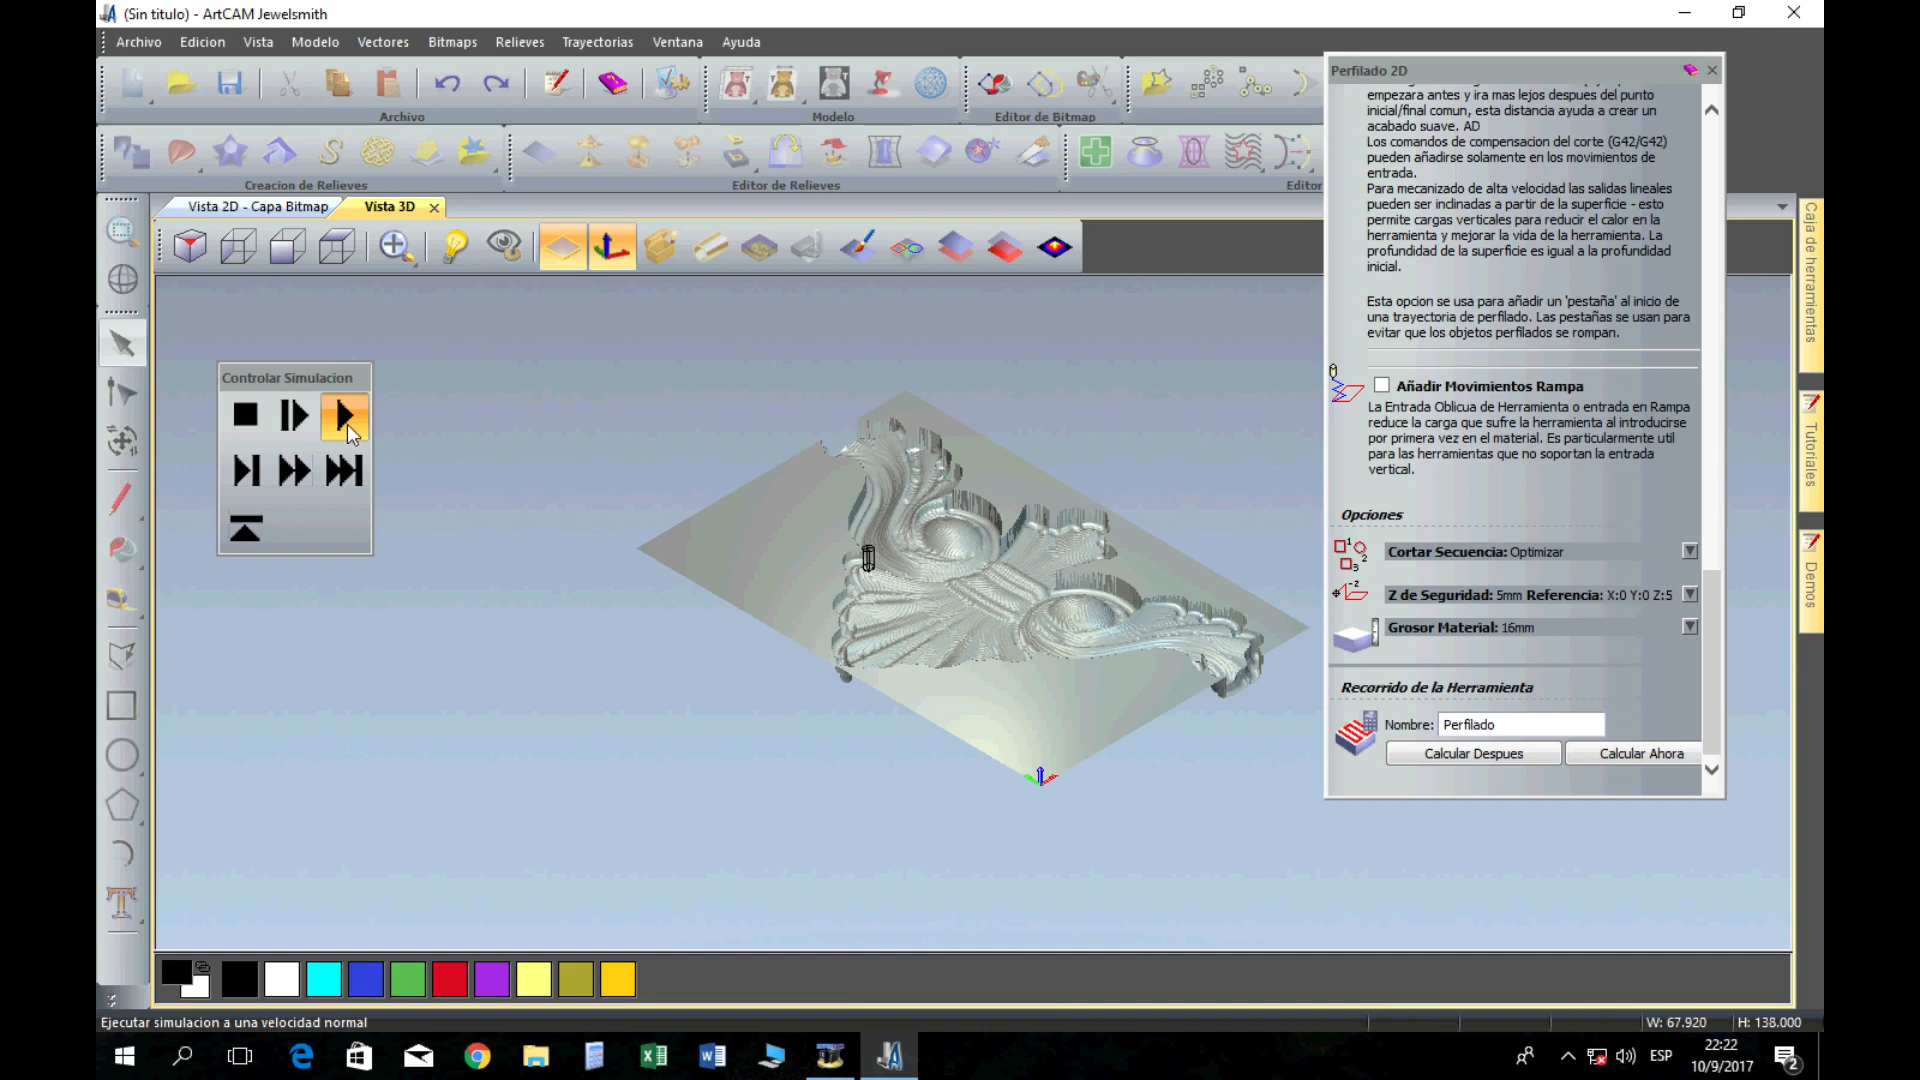 (Sin titulo) - ArtCAM Jewelsmith
Archivo Edicion Vista Modelo Vectores Bitmaps Relieves Trayectorias Ventana Ayuda
Archivo Modelo Editor de Bitmap
Creacion de Relieves Editor de Relieves Editor
Vista 2D - Capa Bitmap Vista 3D
Controlar Simulacion
Perfilado 2D
empezara antes y ira mas lejos despues del punto
inicial/final comun, esta distancia ayuda a crear un
acabado suave. AD
Los comandos de compensacion del corte (G42/G42)
pueden añadirse solamente en los movimientos de
entrada.
Para mecanizado de alta velocidad las salidas lineales
pueden ser inclinadas a partir de la superficie - esto
permite cargas verticales para reducir el calor en la
herramienta y mejorar la vida de la herramienta. La
profundidad de la superficie es igual a la profundidad
inicial.
Esta opcion se usa para añadir un 'pestaña' al inicio de
una trayectoria de perfilado. Las pestañas se usan para
evitar que los objetos perfilados se rompan.
Añadir Movimientos Rampa
La Entrada Oblicua de Herramienta o entrada en Rampa
reduce la carga que sufre la herramienta al introducirse
por primera vez en el material. Es particularmente util
para las herramientas que no soportan la entrada
vertical.
Opciones
Cortar Secuencia: Optimizar
Z de Seguridad: 5mm Referencia: X:0 Y:0 Z:5
Grosor Material: 16mm
Recorrido de la Herramienta
Nombre: Perfilado
Calcular Despues Calcular Ahora
Caja de herramientas
Tutoriales
Demos
Ejecutar simulacion a una velocidad normal
W: 67.920 H: 138.000
ESP
22:22
10/9/2017
2